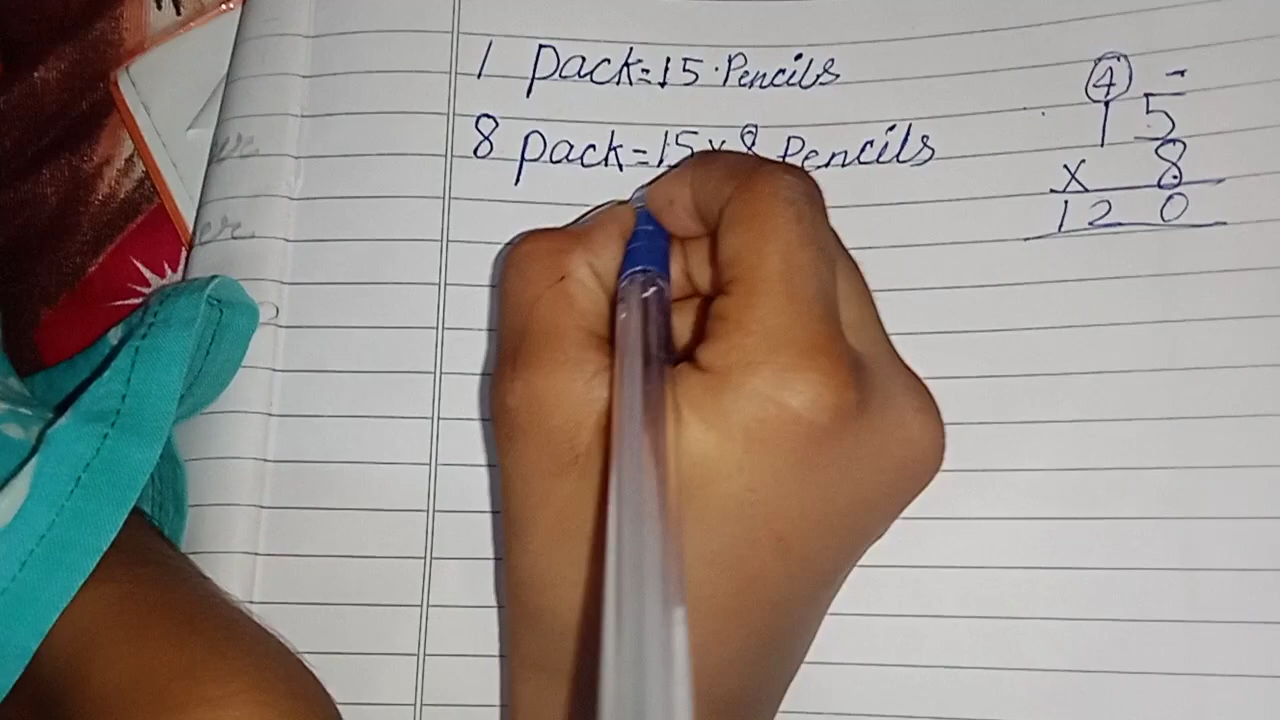 1 Pack=15 Pencils
8 Pack=15×8 Pencils
4 -
15
× 8
120